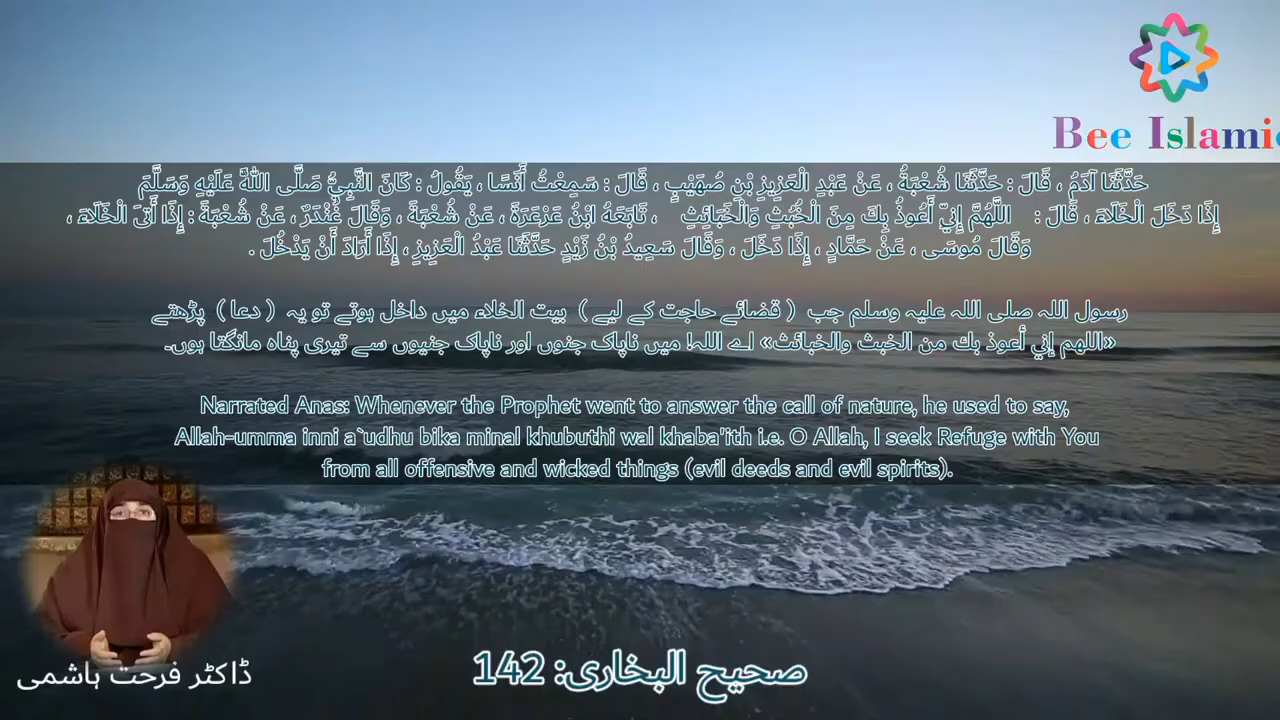 Bee Islami
حَدَّثَنَا آدَمُ ، قَالَ : حَدَّثَنَا شُعْبَةُ ، عَنْ عَبْدِ الْعَزِيزِ بْنِ صُهَيْبٍ ، قَالَ : سَمِعْتُ أَنَسًا ، يَقُولُ : كَانَ النَّبِيُّ صَلَّى اللَّهُ عَلَيْهِ وَسَلَّمَ
إِذَا دَخَلَ الْخَلَاءَ ، قَالَ : اللَّهُمَّ إِنِّي أَعُوذُ بِكَ مِنَ الْخُبُثِ وَالْخَبَائِثِ ، تَابَعَهُ ابْنُ عَرْعَرَةَ ، عَنْ شُعْبَةَ ، وَقَالَ غُنْدَرٌ ، عَنْ شُعْبَةَ : إِذَا أَتَى الْخَلَاءَ ،
وَقَالَ مُوسَى ، عَنْ حَمَّادٍ ، إِذَا دَخَلَ ، وَقَالَ سَعِيدُ بْنُ زَيْدٍ حَدَّثَنَا عَبْدُ الْعَزِيزِ ، إِذَا أَرَادَ أَنْ يَدْخُلَ .
رسول اللہ صلی اللہ علیہ وسلم جب ( قضائے حاجت کے لیے ) بیت الخلاء میں داخل ہوتے تو یہ ( دعا ) پڑھتے
«اللهم إني أعوذ بك من الخبث والخبائث» اے اللہ! میں ناپاک جنوں اور ناپاک جنیوں سے تیری پناہ مانگتا ہوں۔
Narrated Anas: Whenever the Prophet went to answer the call of nature, he used to say,
Allah-umma inni a`udhu bika minal khubuthi wal khaba'ith i.e. O Allah, I seek Refuge with You
from all offensive and wicked things (evil deeds and evil spirits).
ڈاکٹر فرحت ہاشمی
صحیح البخاری: 142